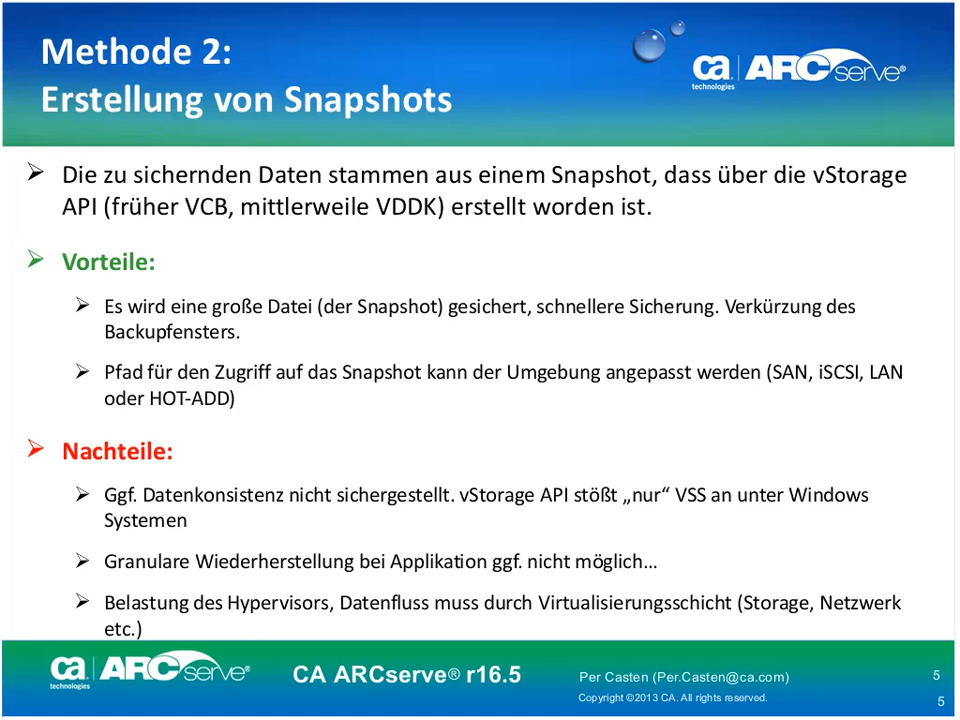 Methode 2:
Erstellung von Snapshots
ca
technologies
ARCserve®
Die zu sichernden Daten stammen aus einem Snapshot, dass über die vStorage
API (früher VCB, mittlerweile VDDK) erstellt worden ist.
Vorteile:
Es wird eine große Datei (der Snapshot) gesichert, schnellere Sicherung. Verkürzung des
Backupfensters.
Pfad für den Zugriff auf das Snapshot kann der Umgebung angepasst werden (SAN, iSCSI, LAN
oder HOT-ADD)
Nachteile:
Ggf. Datenkonsistenz nicht sichergestellt. vStorage API stößt „nur“ VSS an unter Windows
Systemen
Granulare Wiederherstellung bei Applikation ggf. nicht möglich…
Belastung des Hypervisors, Datenfluss muss durch Virtualisierungsschicht (Storage, Netzwerk
etc.)
ca
technologies
ARCserve®
CA ARCserve® r16.5
Per Casten (Per.Casten@ca.com)
5
Copyright ©2013 CA. All rights reserved.
5